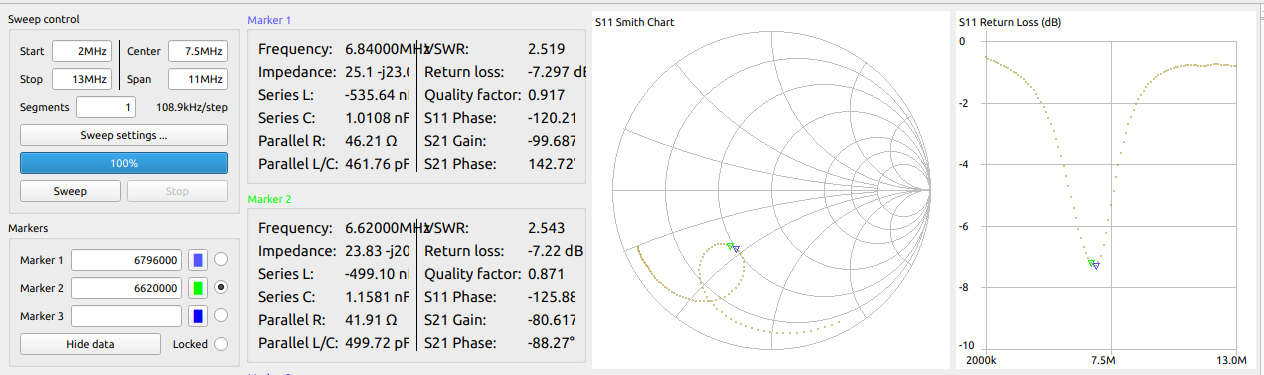 Sweep control
Start 2MHz Center 7.5MHz
Stop 13MHz Span 11MHz
Segments 1 108.9kHz/step
Sweep settings ...
100%
Sweep Stop
Markers
Marker 1 6796000
Marker 2 6620000
Marker 3
Hide data Locked
Marker 1
Frequency: 6.84000MHz VSWR: 2.519
Impedance: 25.1 -j23.0 Return loss: -7.297 dB
Series L: -535.64 nH Quality factor: 0.917
Series C: 1.0108 nF S11 Phase: -120.21
Parallel R: 46.21 Ω S21 Gain: -99.687
Parallel L/C: 461.76 pF S21 Phase: 142.72°
Marker 2
Frequency: 6.62000MHz VSWR: 2.543
Impedance: 23.83 -j20 Return loss: -7.22 dB
Series L: -499.10 nH Quality factor: 0.871
Series C: 1.1581 nF S11 Phase: -125.88
Parallel R: 41.91 Ω S21 Gain: -80.617
Parallel L/C: 499.72 pF S21 Phase: -88.27°
S11 Smith Chart
S11 Return Loss (dB)
0
-2
-4
-6
-8
-10
2000k 7.5M 13.0M